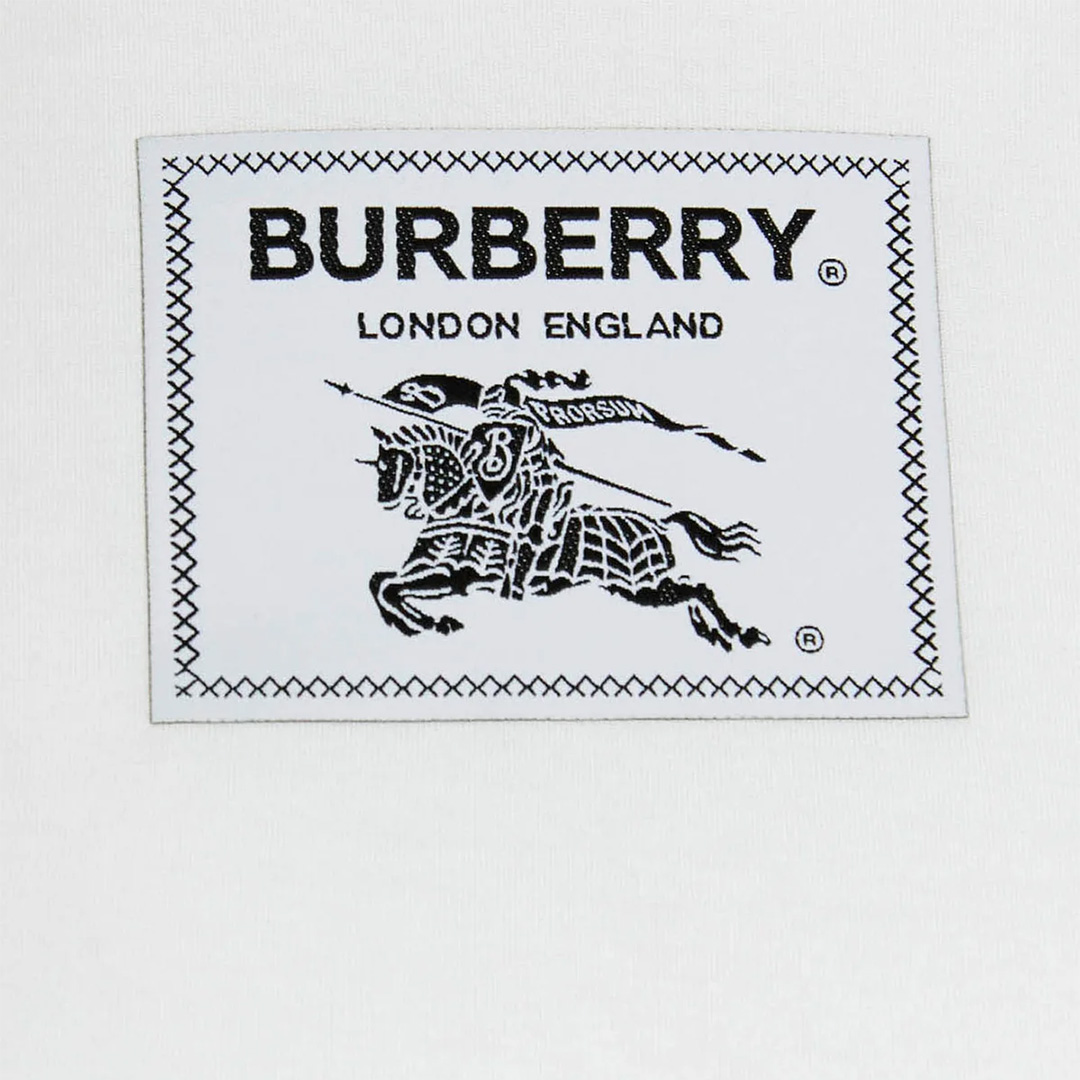 BURBERRY®
LONDON ENGLAND
PRORSUM
B
®